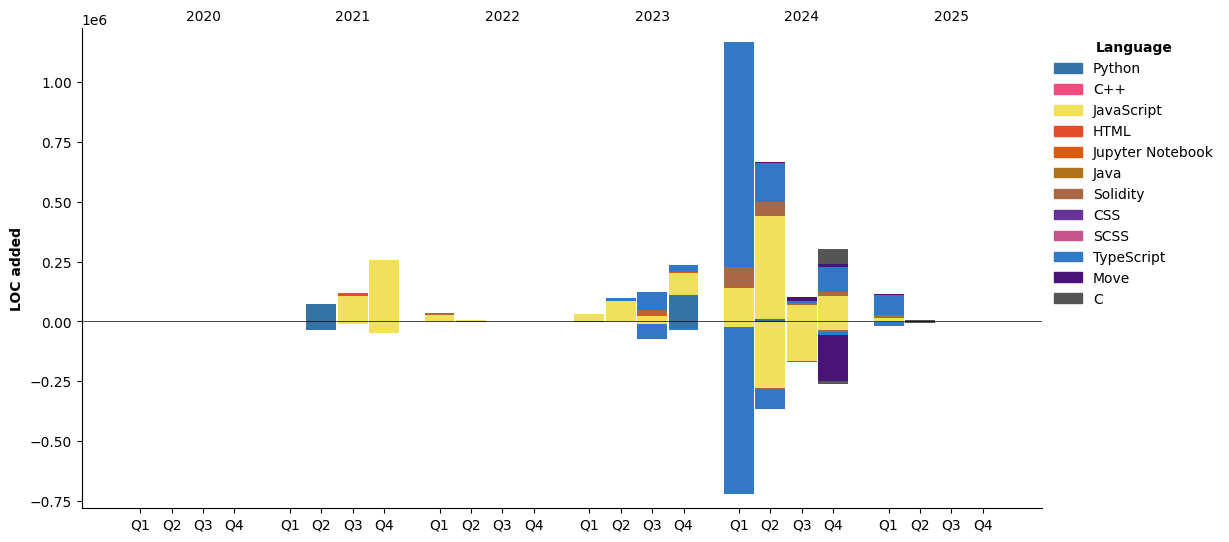 2020 2021 2022 2023 2024 2025
1e6
Language
Python
C++
JavaScript
HTML
Jupyter Notebook
Java
Solidity
CSS
SCSS
TypeScript
Move
C
LOC added
1.00
0.75
0.50
0.25
0.00
−0.25
−0.50
−0.75
Q1 Q2 Q3 Q4 Q1 Q2 Q3 Q4 Q1 Q2 Q3 Q4 Q1 Q2 Q3 Q4 Q1 Q2 Q3 Q4 Q1 Q2 Q3 Q4